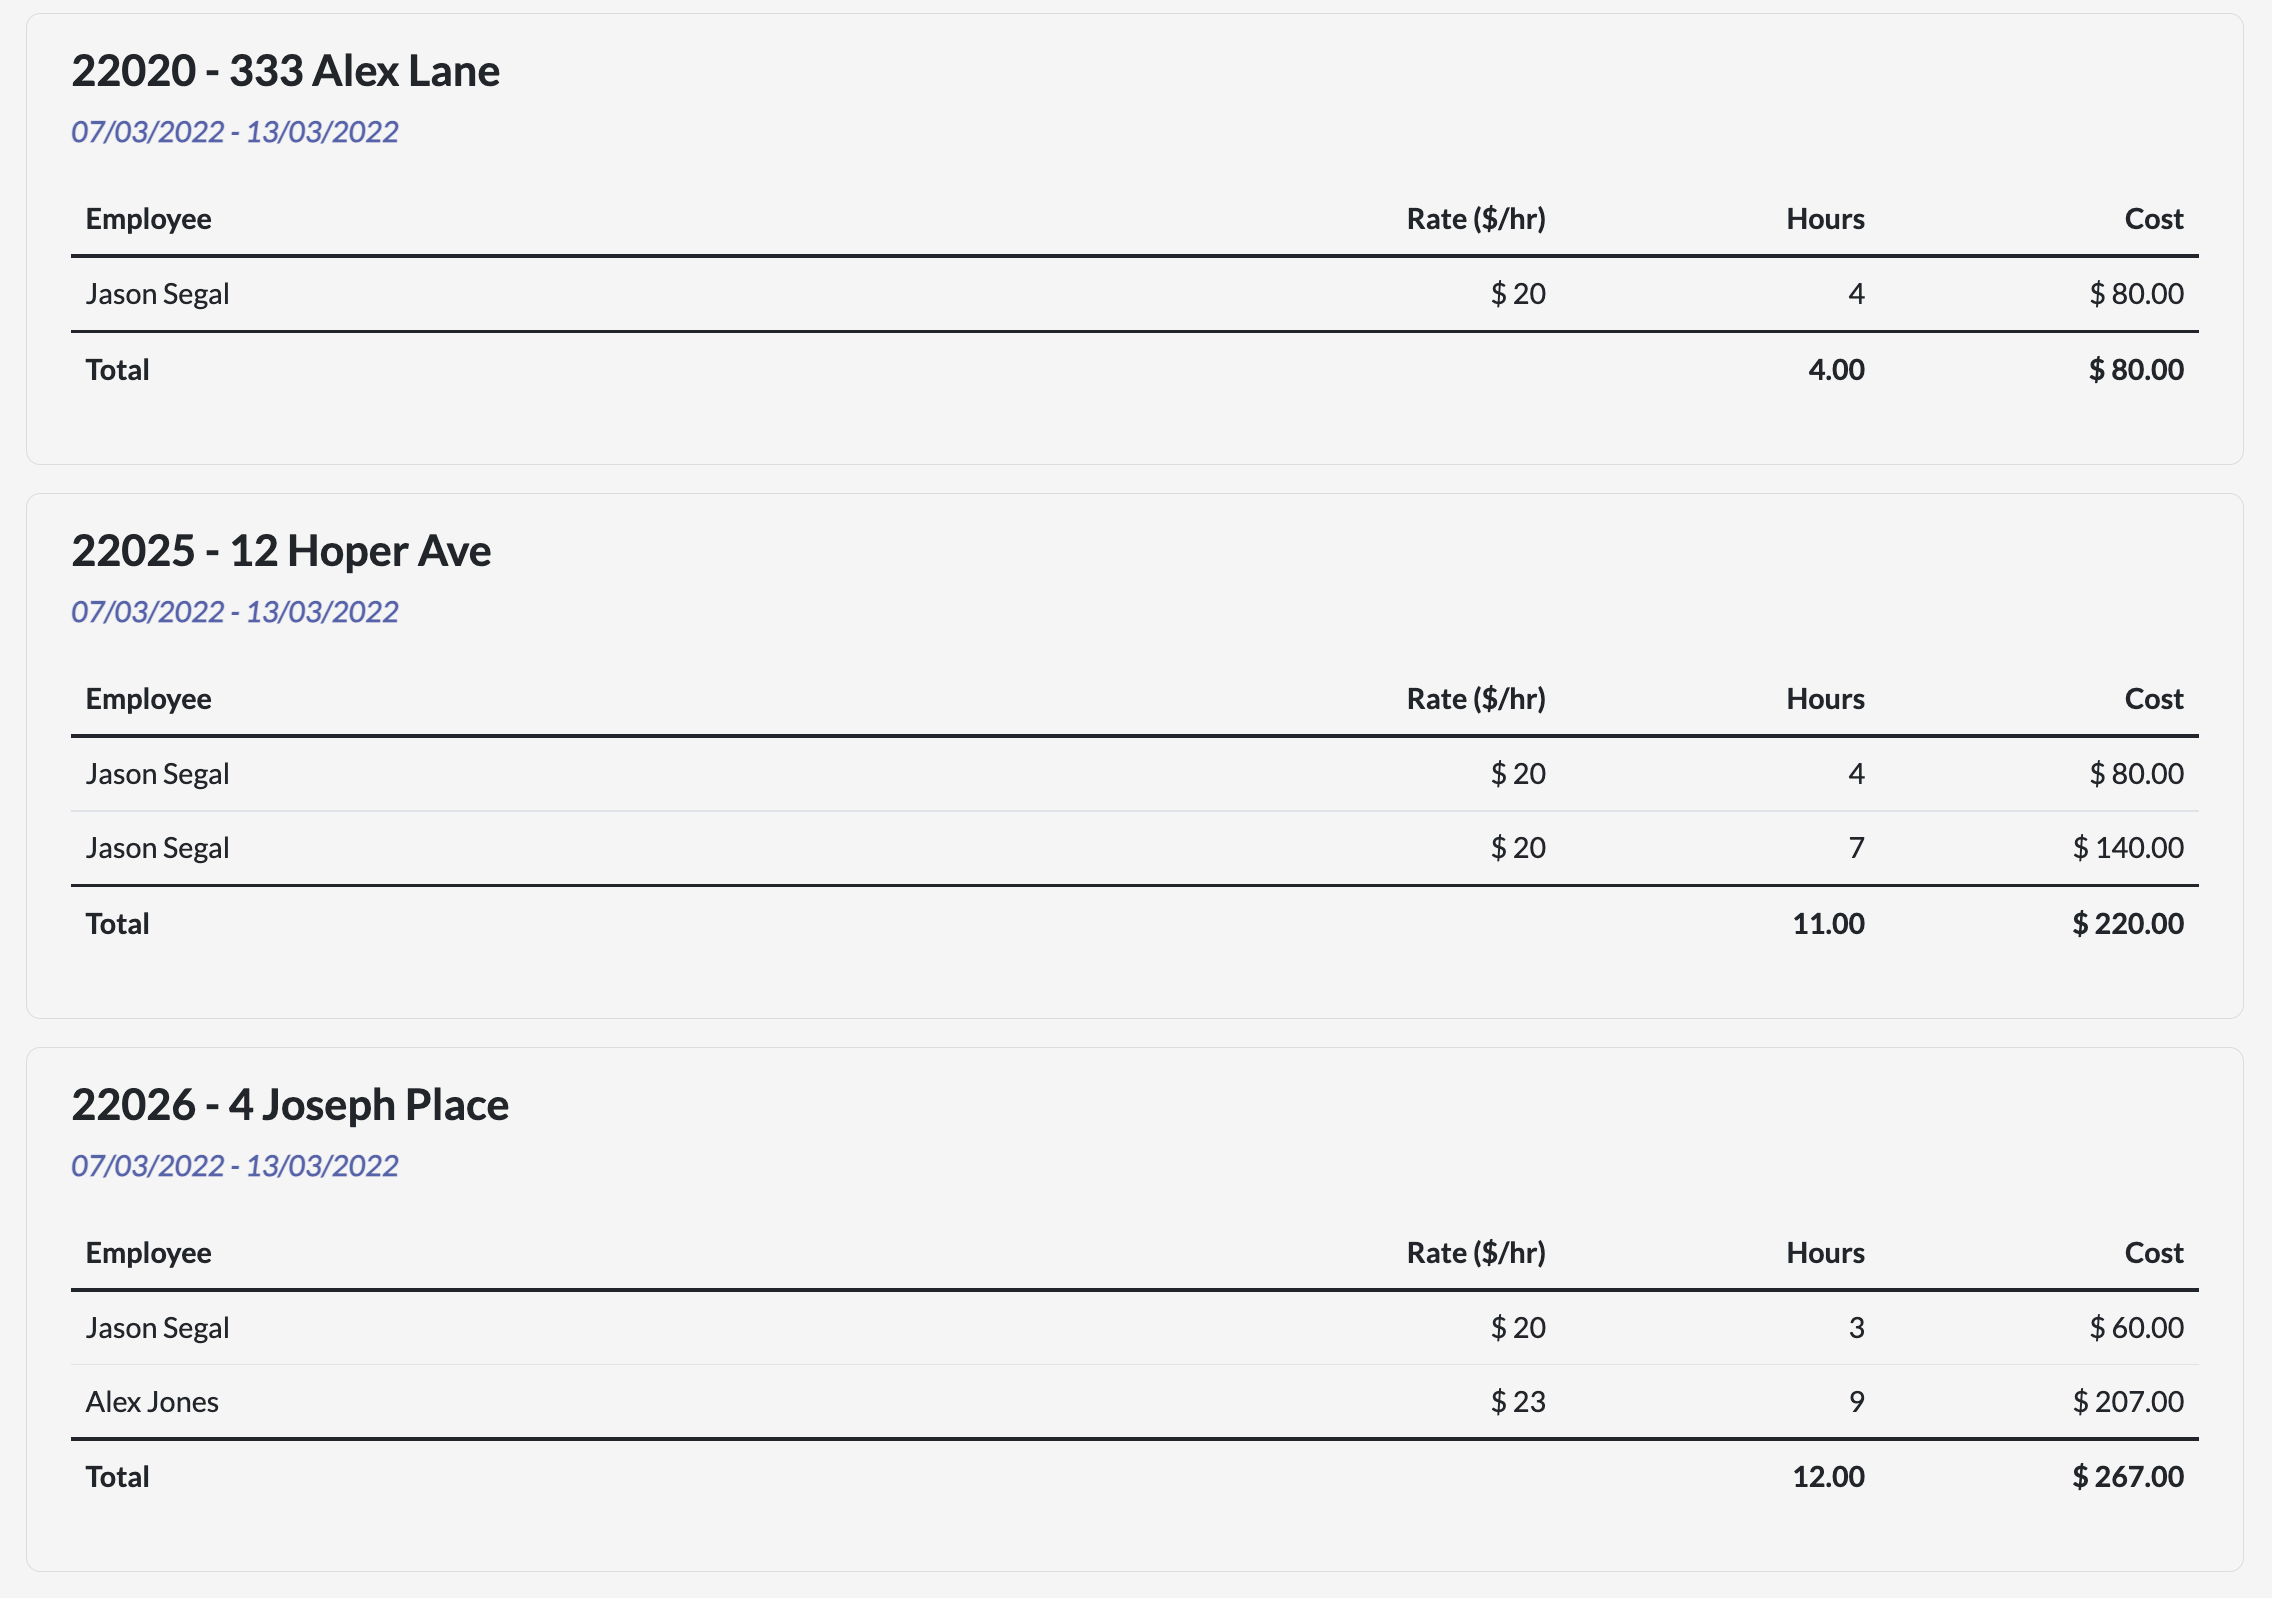 22020 - 333 Alex Lane
07/03/2022 - 13/03/2022
Employee Rate ($/hr) Hours Cost
Jason Segal $ 20 4 $ 80.00
Total 4.00 $ 80.00
22025 - 12 Hoper Ave
07/03/2022 - 13/03/2022
Employee Rate ($/hr) Hours Cost
Jason Segal $ 20 4 $ 80.00
Jason Segal $ 20 7 $ 140.00
Total 11.00 $ 220.00
22026 - 4 Joseph Place
07/03/2022 - 13/03/2022
Employee Rate ($/hr) Hours Cost
Jason Segal $ 20 3 $ 60.00
Alex Jones $ 23 9 $ 207.00
Total 12.00 $ 267.00